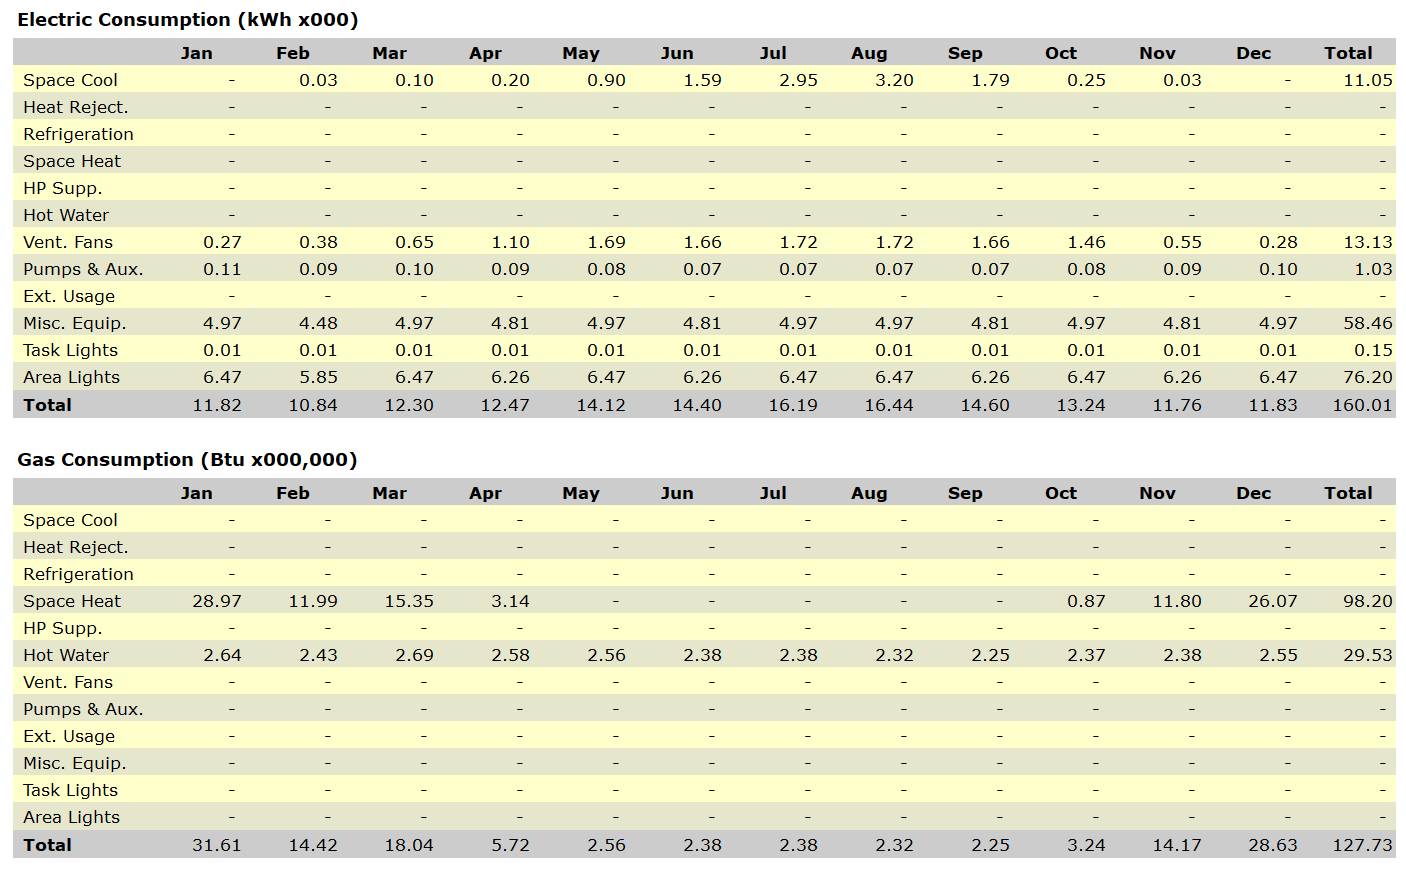 Electric Consumption (kWh x000)
Jan Feb Mar Apr May Jun Jul Aug Sep Oct Nov Dec Total
Space Cool - 0.03 0.10 0.20 0.90 1.59 2.95 3.20 1.79 0.25 0.03 - 11.05
Heat Reject. - - - - - - - - - - - - -
Refrigeration - - - - - - - - - - - - -
Space Heat - - - - - - - - - - - - -
HP Supp. - - - - - - - - - - - - -
Hot Water - - - - - - - - - - - - -
Vent. Fans 0.27 0.38 0.65 1.10 1.69 1.66 1.72 1.72 1.66 1.46 0.55 0.28 13.13
Pumps & Aux. 0.11 0.09 0.10 0.09 0.08 0.07 0.07 0.07 0.07 0.08 0.09 0.10 1.03
Ext. Usage - - - - - - - - - - - - -
Misc. Equip. 4.97 4.48 4.97 4.81 4.97 4.81 4.97 4.97 4.81 4.97 4.81 4.97 58.46
Task Lights 0.01 0.01 0.01 0.01 0.01 0.01 0.01 0.01 0.01 0.01 0.01 0.01 0.15
Area Lights 6.47 5.85 6.47 6.26 6.47 6.26 6.47 6.47 6.26 6.47 6.26 6.47 76.20
Total 11.82 10.84 12.30 12.47 14.12 14.40 16.19 16.44 14.60 13.24 11.76 11.83 160.01
Gas Consumption (Btu x000,000)
Jan Feb Mar Apr May Jun Jul Aug Sep Oct Nov Dec Total
Space Cool - - - - - - - - - - - - -
Heat Reject. - - - - - - - - - - - - -
Refrigeration - - - - - - - - - - - - -
Space Heat 28.97 11.99 15.35 3.14 - - - - - 0.87 11.80 26.07 98.20
HP Supp. - - - - - - - - - - - - -
Hot Water 2.64 2.43 2.69 2.58 2.56 2.38 2.38 2.32 2.25 2.37 2.38 2.55 29.53
Vent. Fans - - - - - - - - - - - - -
Pumps & Aux. - - - - - - - - - - - - -
Ext. Usage - - - - - - - - - - - - -
Misc. Equip. - - - - - - - - - - - - -
Task Lights - - - - - - - - - - - - -
Area Lights - - - - - - - - - - - - -
Total 31.61 14.42 18.04 5.72 2.56 2.38 2.38 2.32 2.25 3.24 14.17 28.63 127.73